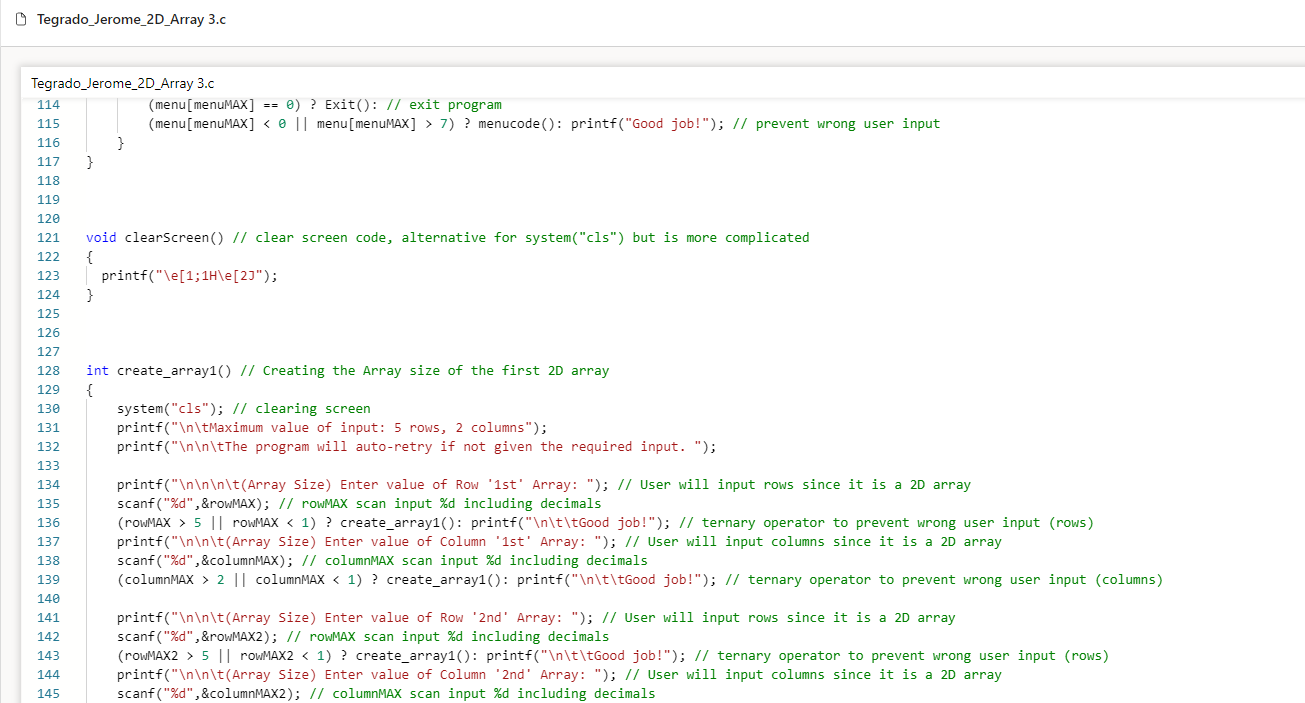 Tegrado_Jerome_2D_Array 3.c
Tegrado_Jerome_2D_Array 3.c
114 (menu[menuMAX] == 0) ? Exit(): // exit program
115 (menu[menuMAX] < 0 || menu[menuMAX] > 7) ? menucode(): printf("Good job!"); // prevent wrong user input
116 }
117 }
118
119
120
121 void clearScreen() // clear screen code, alternative for system("cls") but is more complicated
122 {
123 printf("\e[1;1H\e[2J");
124 }
125
126
127
128 int create_array1() // Creating the Array size of the first 2D array
129 {
130 system("cls"); // clearing screen
131 printf("\n\tMaximum value of input: 5 rows, 2 columns");
132 printf("\n\n\tThe program will auto-retry if not given the required input. ");
133
134 printf("\n\n\n\t(Array Size) Enter value of Row '1st' Array: "); // User will input rows since it is a 2D array
135 scanf("%d",&rowMAX); // rowMAX scan input %d including decimals
136 (rowMAX > 5 || rowMAX < 1) ? create_array1(): printf("\n\t\tGood job!"); // ternary operator to prevent wrong user input (rows)
137 printf("\n\n\t(Array Size) Enter value of Column '1st' Array: "); // User will input columns since it is a 2D array
138 scanf("%d",&columnMAX); // columnMAX scan input %d including decimals
139 (columnMAX > 2 || columnMAX < 1) ? create_array1(): printf("\n\t\tGood job!"); // ternary operator to prevent wrong user input (columns)
140
141 printf("\n\n\t(Array Size) Enter value of Row '2nd' Array: "); // User will input rows since it is a 2D array
142 scanf("%d",&rowMAX2); // rowMAX scan input %d including decimals
143 (rowMAX2 > 5 || rowMAX2 < 1) ? create_array1(): printf("\n\t\tGood job!"); // ternary operator to prevent wrong user input (rows)
144 printf("\n\n\t(Array Size) Enter value of Column '2nd' Array: "); // User will input columns since it is a 2D array
145 scanf("%d",&columnMAX2); // columnMAX scan input %d including decimals